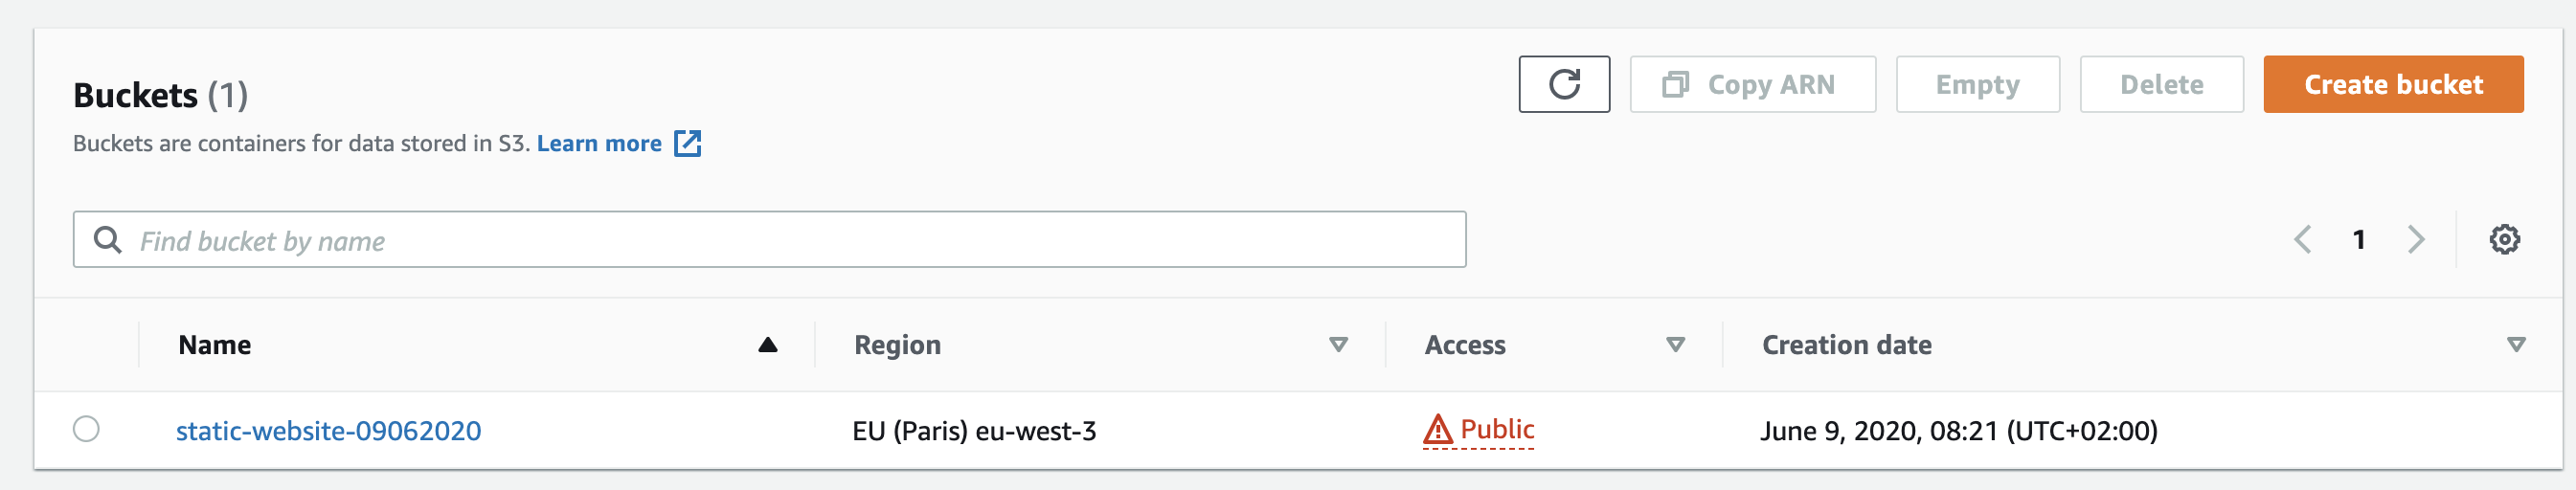 Buckets (1)
Copy ARN
Empty
Delete
Create bucket
Buckets are containers for data stored in S3. Learn more
Find bucket by name
1
Name Region Access Creation date
static-website-09062020 EU (Paris) eu-west-3 Public June 9, 2020, 08:21 (UTC+02:00)